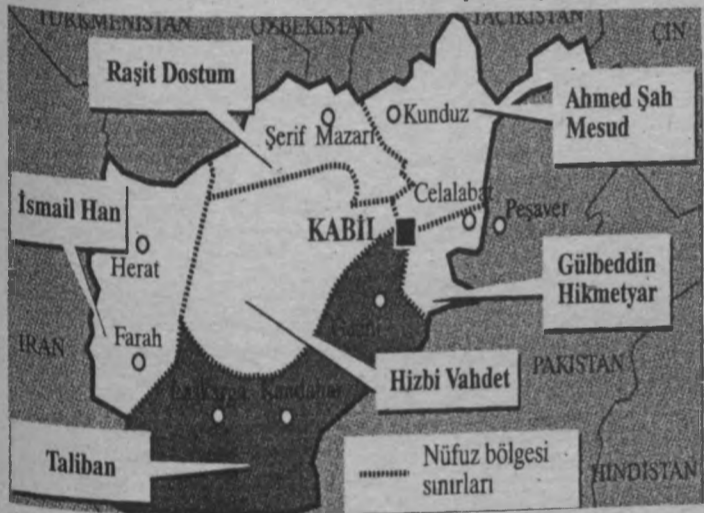 TÜRKMENİSTAN
ÖZBEKİSTAN
TACİKİSTAN
ÇİN
Raşit Dostum
Ahmed Şah
Mesud
Kunduz
Şerif Mazarı
İsmail Han
Celalabat
Peşaver
KABİL
Herat
Gülbeddin
Hikmetyar
Gazni
İRAN
Farah
PAKİSTAN
Hizbi Vahdet
Kandahar
Taliban
Nüfuz bölgesi
sınırları
HİNDİSTAN